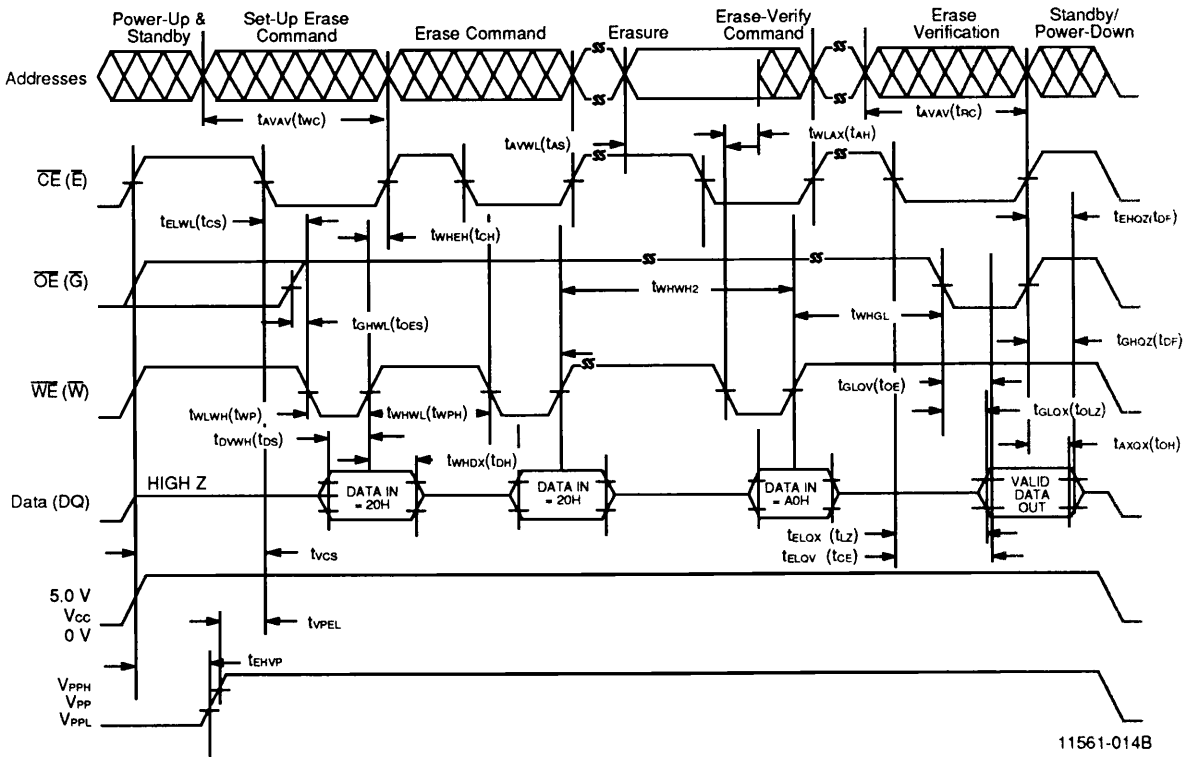 Power-Up &
Standby
Set-Up Erase
Command
Erase Command
Erasure
Erase-Verify
Command
Erase
Verification
Standby/
Power-Down
Addresses
tAVAV(tWC)
tAVWL(tAS)
tWLAX(tAH)
tAVAV(tRC)
CE (E)
tELWL(tCS)
tWHEH(tCH)
tEHQZ(tDF)
OE (G)
tWHWH2
tGHWL(tOES)
tWHGL
tGHQZ(tDF)
WE (W)
tGLQV(tOE)
tWLWH(tWP)
tWHWL(tWPH)
tGLQX(tOLZ)
tDVWH(tDS)
tWHDX(tDH)
tAXQX(tOH)
HIGH Z
Data (DQ)
DATA IN
= 20H
DATA IN
= 20H
DATA IN
= A0H
VALID
DATA
OUT
tELQX (tLZ)
tVCS
tELQV (tCE)
5.0 V
VCC
0 V
tVPEL
tEHVP
VPPH
VPP
VPPL
11561-014B